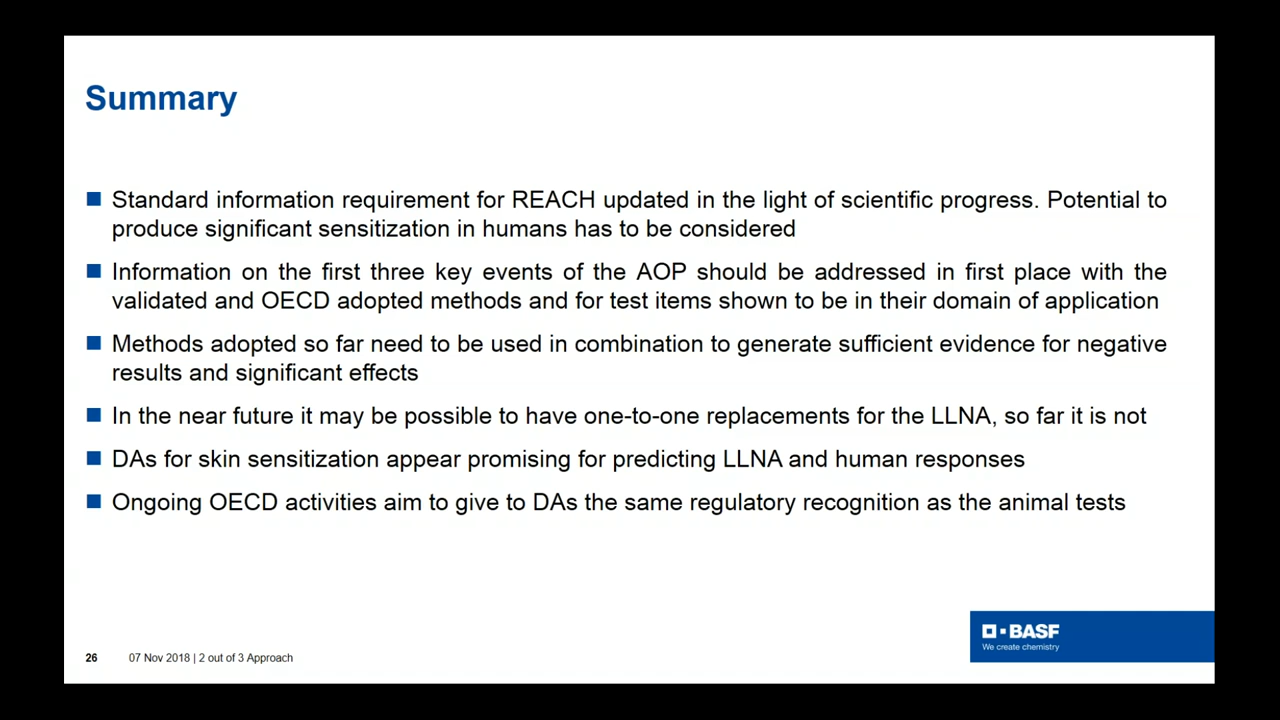 Summary
Standard information requirement for REACH updated in the light of scientific progress. Potential to
produce significant sensitization in humans has to be considered
Information on the first three key events of the AOP should be addressed in first place with the
validated and OECD adopted methods and for test items shown to be in their domain of application
Methods adopted so far need to be used in combination to generate sufficient evidence for negative
results and significant effects
In the near future it may be possible to have one-to-one replacements for the LLNA, so far it is not
DAs for skin sensitization appear promising for predicting LLNA and human responses
Ongoing OECD activities aim to give to DAs the same regulatory recognition as the animal tests
BASF
We create chemistry
26 07 Nov 2018 | 2 out of 3 Approach